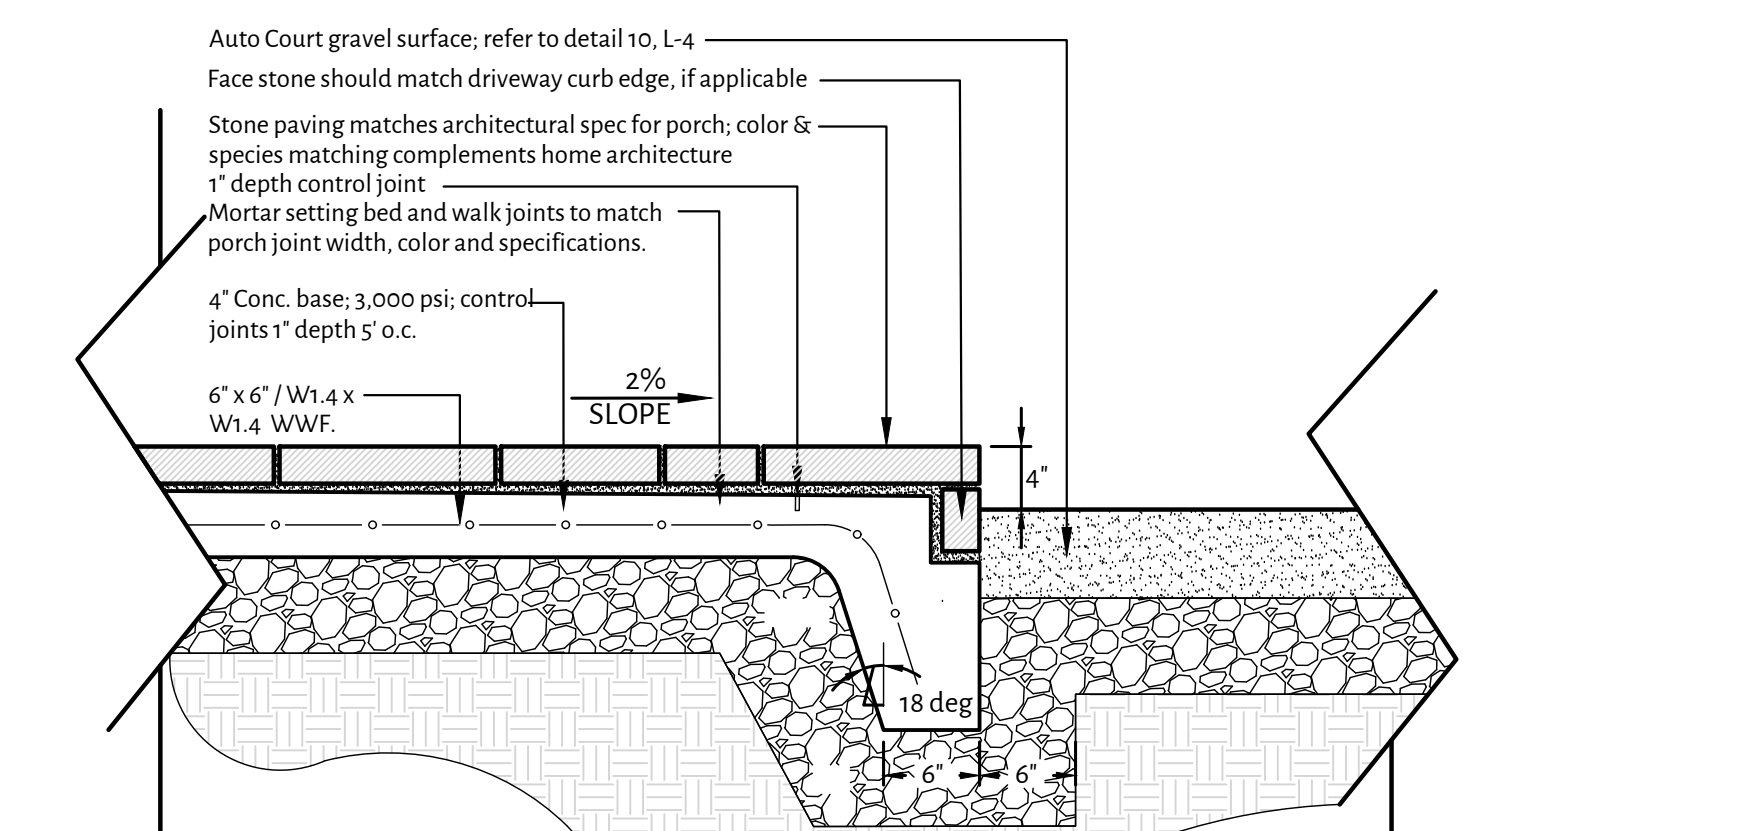 Auto Court gravel surface; refer to detail 10, L-4
Face stone should match driveway curb edge, if applicable
Stone paving matches architectural spec for porch; color &
species matching complements home architecture
1" depth control joint
Mortar setting bed and walk joints to match
porch joint width, color and specifications.
4" Conc. base; 3,000 psi; control
joints 1" depth 5' o.c.
6" x 6" / W1.4 x
W1.4 WWF.
2%
SLOPE
4"
18 deg
6"
6"